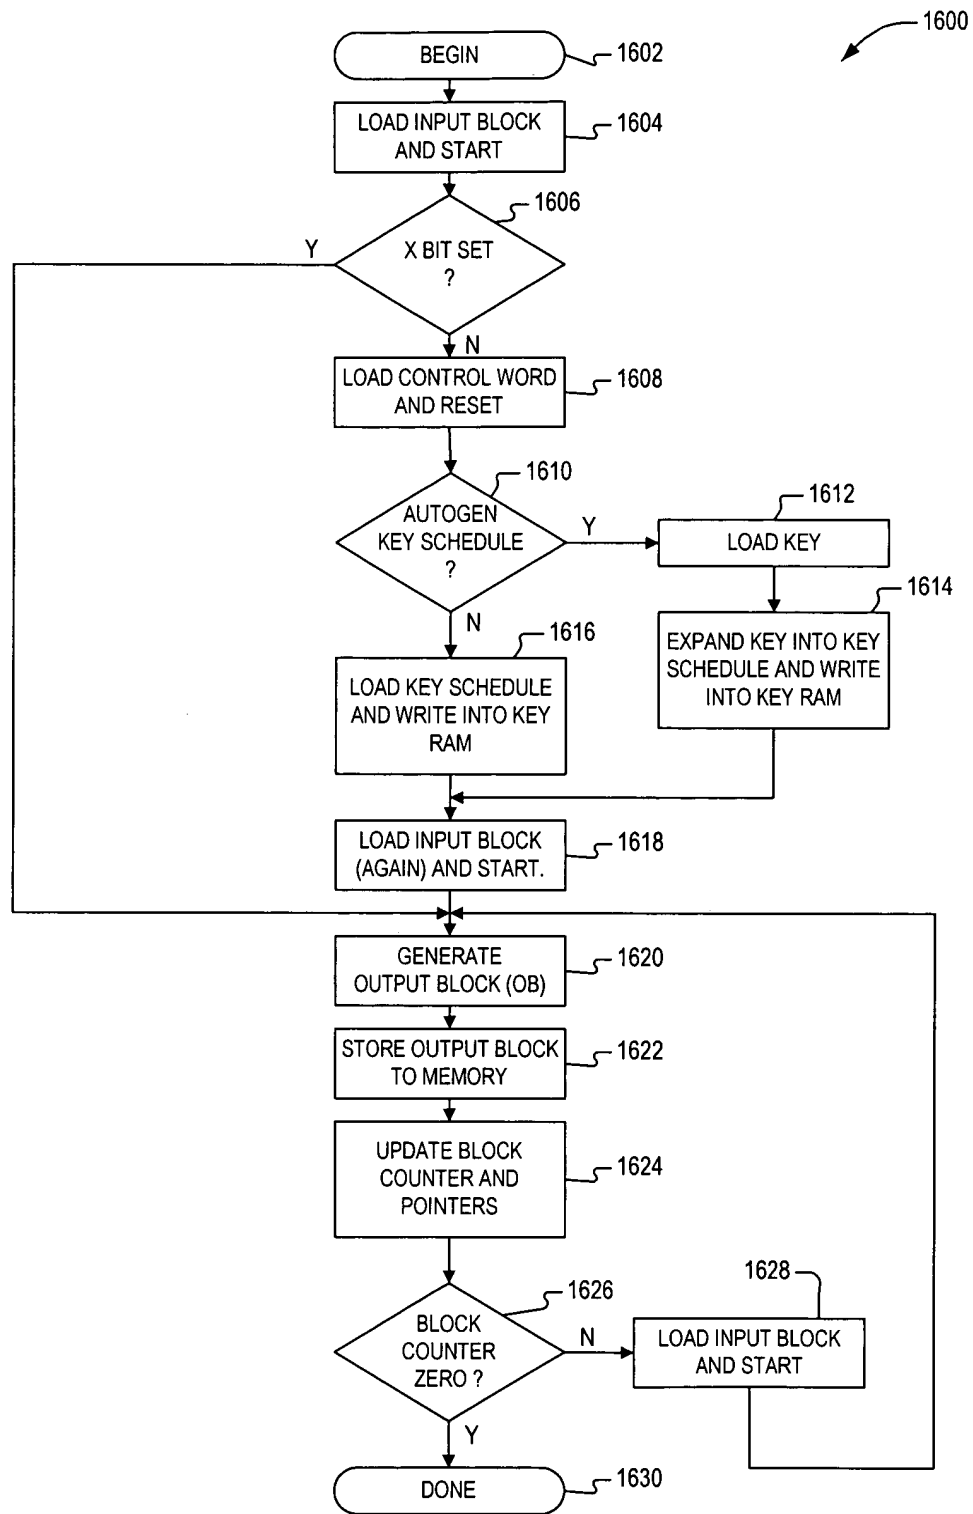 1600
BEGIN
1602
LOAD INPUT BLOCK
AND START
1604
1606
X BIT SET
?
Y
N
LOAD CONTROL WORD
AND RESET
1608
1610
AUTOGEN
KEY SCHEDULE
?
Y
N
1612
LOAD KEY
1614
EXPAND KEY INTO KEY
SCHEDULE AND WRITE
INTO KEY RAM
1616
LOAD KEY SCHEDULE
AND WRITE INTO KEY
RAM
LOAD INPUT BLOCK
(AGAIN) AND START.
1618
GENERATE
OUTPUT BLOCK (OB)
1620
STORE OUTPUT BLOCK
TO MEMORY
1622
UPDATE BLOCK
COUNTER AND
POINTERS
1624
1626
BLOCK
COUNTER
ZERO ?
N
Y
1628
LOAD INPUT BLOCK
AND START
DONE
1630